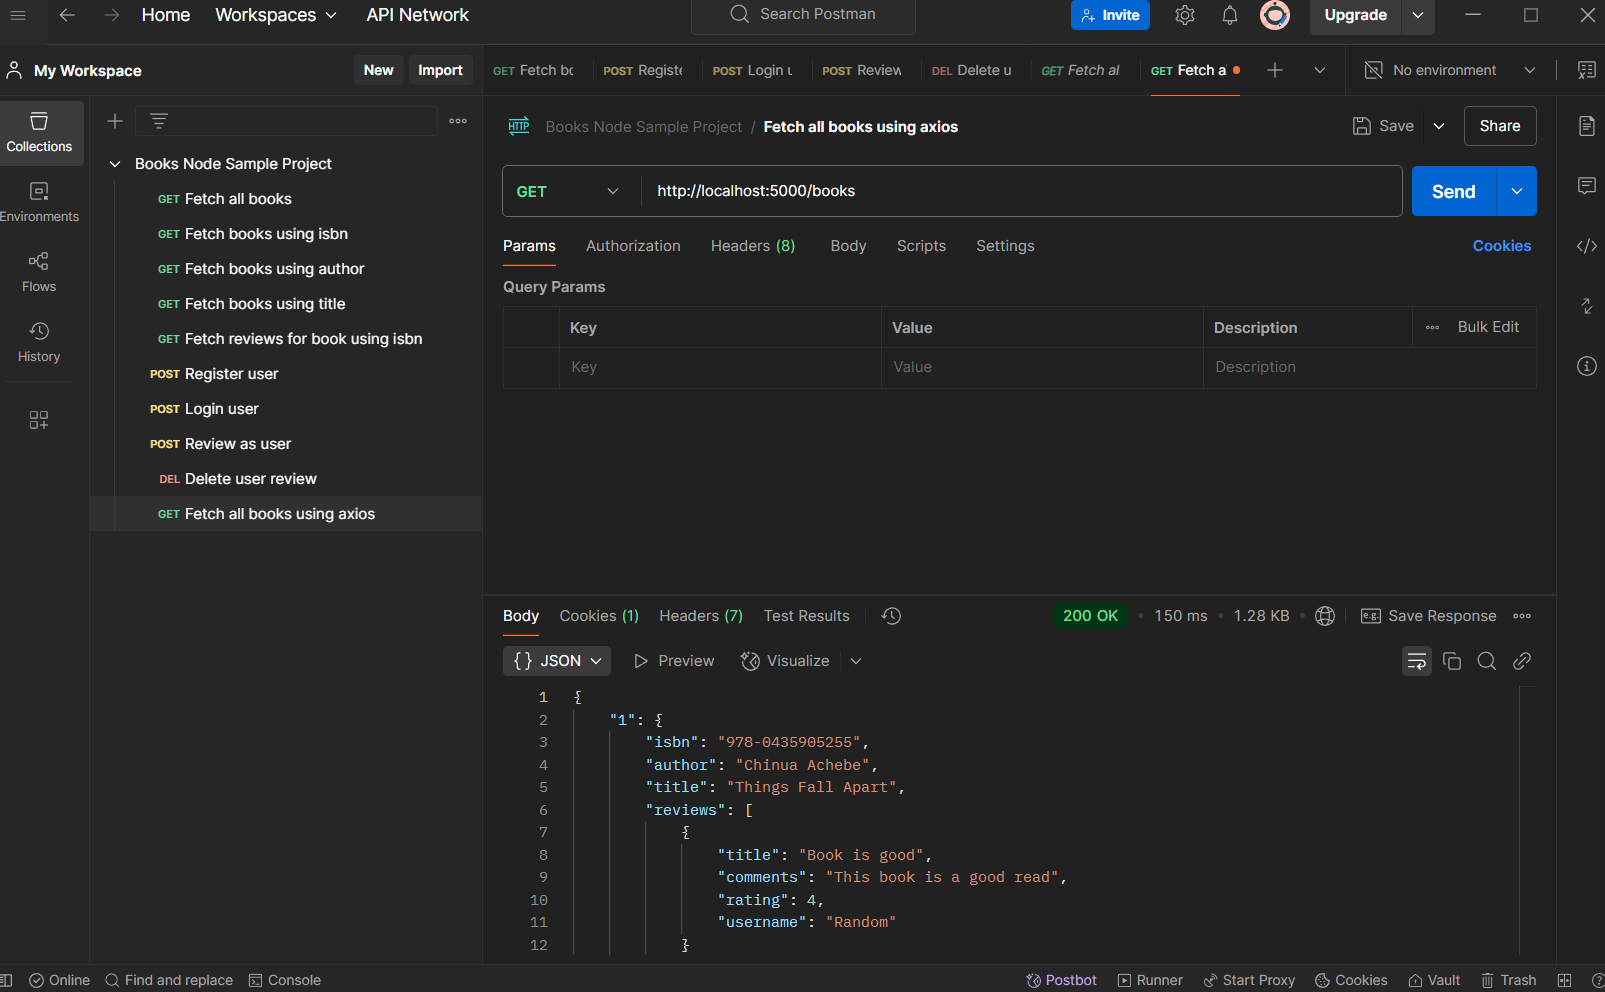 Home Workspaces API Network Search Postman Invite Upgrade
My Workspace New Import
GET Fetch bo POST Registe POST Login u POST Review DEL Delete u GET Fetch al GET Fetch a No environment
Collections
Environments
Flows
History
Books Node Sample Project
GET Fetch all books
GET Fetch books using isbn
GET Fetch books using author
GET Fetch books using title
GET Fetch reviews for book using isbn
POST Register user
POST Login user
POST Review as user
DEL Delete user review
GET Fetch all books using axios
HTTP Books Node Sample Project / Fetch all books using axios Save Share
GET http://localhost:5000/books Send
Params Authorization Headers (8) Body Scripts Settings Cookies
Query Params
Key Value Description Bulk Edit
Key Value Description
Body Cookies (1) Headers (7) Test Results 200 OK 150 ms 1.28 KB e.g. Save Response
{} JSON Preview Visualize
1 {
2 "1": {
3 "isbn": "978-0435905255",
4 "author": "Chinua Achebe",
5 "title": "Things Fall Apart",
6 "reviews": [
7 {
8 "title": "Book is good",
9 "comments": "This book is a good read",
10 "rating": 4,
11 "username": "Random"
12 }
Online Find and replace Console Postbot Runner Start Proxy Cookies Vault Trash